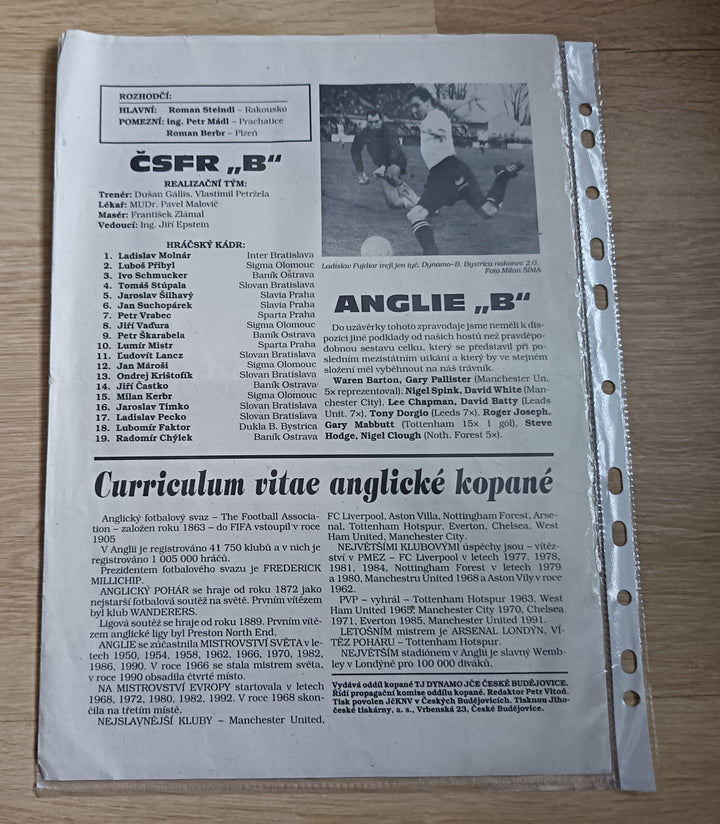 ROZHODČÍ:
HLAVNÍ: Roman Steindl – Rakousko
POMEZNÍ: ing. Petr Mádl – Prachatice
Roman Berbr – Plzeň
ČSFR „B“
REALIZAČNÍ TÝM:
Trenér: Dušan Gállis, Vlastimil Petržela
Lékař: MUDr. Pavel Malovič
Masér: František Zlámal
Vedoucí: Ing. Jiří Epstein
HRÁČSKÝ KÁDR:
1. Ladislav Molnár Inter Bratislava
2. Luboš Přibyl Sigma Olomouc
3. Ivo Schmucker Baník Ostrava
4. Tomáš Stúpala Slovan Bratislava
5. Jaroslav Šilhavý Slavia Praha
6. Jan Suchopárek Slavia Praha
7. Petr Vrabec Sparta Praha
8. Jiří Vaďura Sigma Olomouc
9. Petr Škarabela Baník Ostrava
10. Lumír Mistr Sparta Praha
11. Ľudovít Lancz Slovan Bratislava
12. Jan Mároši Sigma Olomouc
13. Ondrej Krištofík Slovan Bratislava
14. Jiří Častko Baník Ostrava
15. Milan Kerbr Sigma Olomouc
16. Jaroslav Timko Slovan Bratislava
17. Ladislav Pecko Slovan Bratislava
18. Lubomír Faktor Dukla B. Bystrica
19. Radomír Chýlek Baník Ostrava
Ladislav Fujdiar trefil jen tyč. Dynamo–B. Bystrica nakonec 2:0.
Foto Milan ŠÍMA
ANGLIE „B“
Do uzávěrky tohoto zpravodaje jsme neměli k dis-
pozici jiné podklady od našich hostů než pravděpo-
dobnou sestavu celku, který se představil při po-
sledním mezistátním utkání a který by ve stejném
složení měl vyběhnout na náš trávník.
Waren Barton, Gary Pallister (Manchester Un.
5x reprezentoval), Nigel Spink, David White (Man-
chester City), Lee Chapman, David Batty (Leads
Unit. 7x), Tony Dorgio (Leeds 7x), Roger Joseph,
Gary Mabbutt (Tottenham 15x 1 gól), Steve
Hodge, Nigel Clough (Noth. Forest 5x).
Curriculum vitae anglické kopané
Anglický fotbalový svaz – The Football Associa-
tion – založen roku 1863 – do FIFA vstoupil v roce
1905
V Anglii je registrováno 41 750 klubů a v nich je
registrováno 1 005 000 hráčů.
Prezidentem fotbalového svazu je FREDERICK
MILLICHIP.
ANGLICKÝ POHÁR se hraje od roku 1872 jako
nejstarší fotbalová soutěž na světě. Prvním vítězem
byl klub WANDERERS.
Ligová soutěž se hraje od roku 1889. Prvním vítě-
zem anglické ligy byl Preston North End.
ANGLIE se zúčastnila MISTROVSTVÍ SVĚTA v le-
tech 1950, 1954, 1958, 1962, 1966, 1970, 1982,
1986, 1990. V roce 1966 se stala mistrem světa,
v roce 1990 obsadila čtvrté místo.
NA MISTROVSTVÍ EVROPY startovala v letech
1968, 1972, 1980, 1982, 1992. V roce 1968 skon-
čila na třetím místě.
NEJSLAVNĚJŠÍ KLUBY – Manchester United,
FC Liverpool, Aston Villa, Nottingham Forest, Arse-
nal, Tottenham Hotspur, Everton, Chelsea, West
Ham United, Manchester City.
NEJVĚTŠÍMI KLUBOVÝMI úspěchy jsou – vítěz-
ství v PMEZ – FC Liverpool v letech 1977, 1978,
1981, 1984, Nottingham Forest v letech 1979
a 1980, Manchestru United 1968 a Aston Vily v roce
1962.
PVP – vyhrál – Tottenham Hotspur 1963, West
Ham United 1965, Manchester City 1970, Chelsea
1971, Everton 1985, Manchester United 1991.
LETOŠNÍM mistrem je ARSENAL LONDÝN, VÍ-
TĚZ POHÁRU – Tottenham Hotspur.
NEJVĚTŠÍM stadiónem v Anglii je slavný Wemb-
ley v Londýně pro 100 000 diváků.
Vydává oddíl kopané TJ DYNAMO JČE ČESKÉ BUDĚJOVICE.
Řídí propagační komise oddílu kopané. Redaktor Petr Vitoň.
Tisk povolen JčKNV v Českých Budějovicích. Tisknou Jiho-
české tiskárny, a. s., Vrbenská 23, České Budějovice.